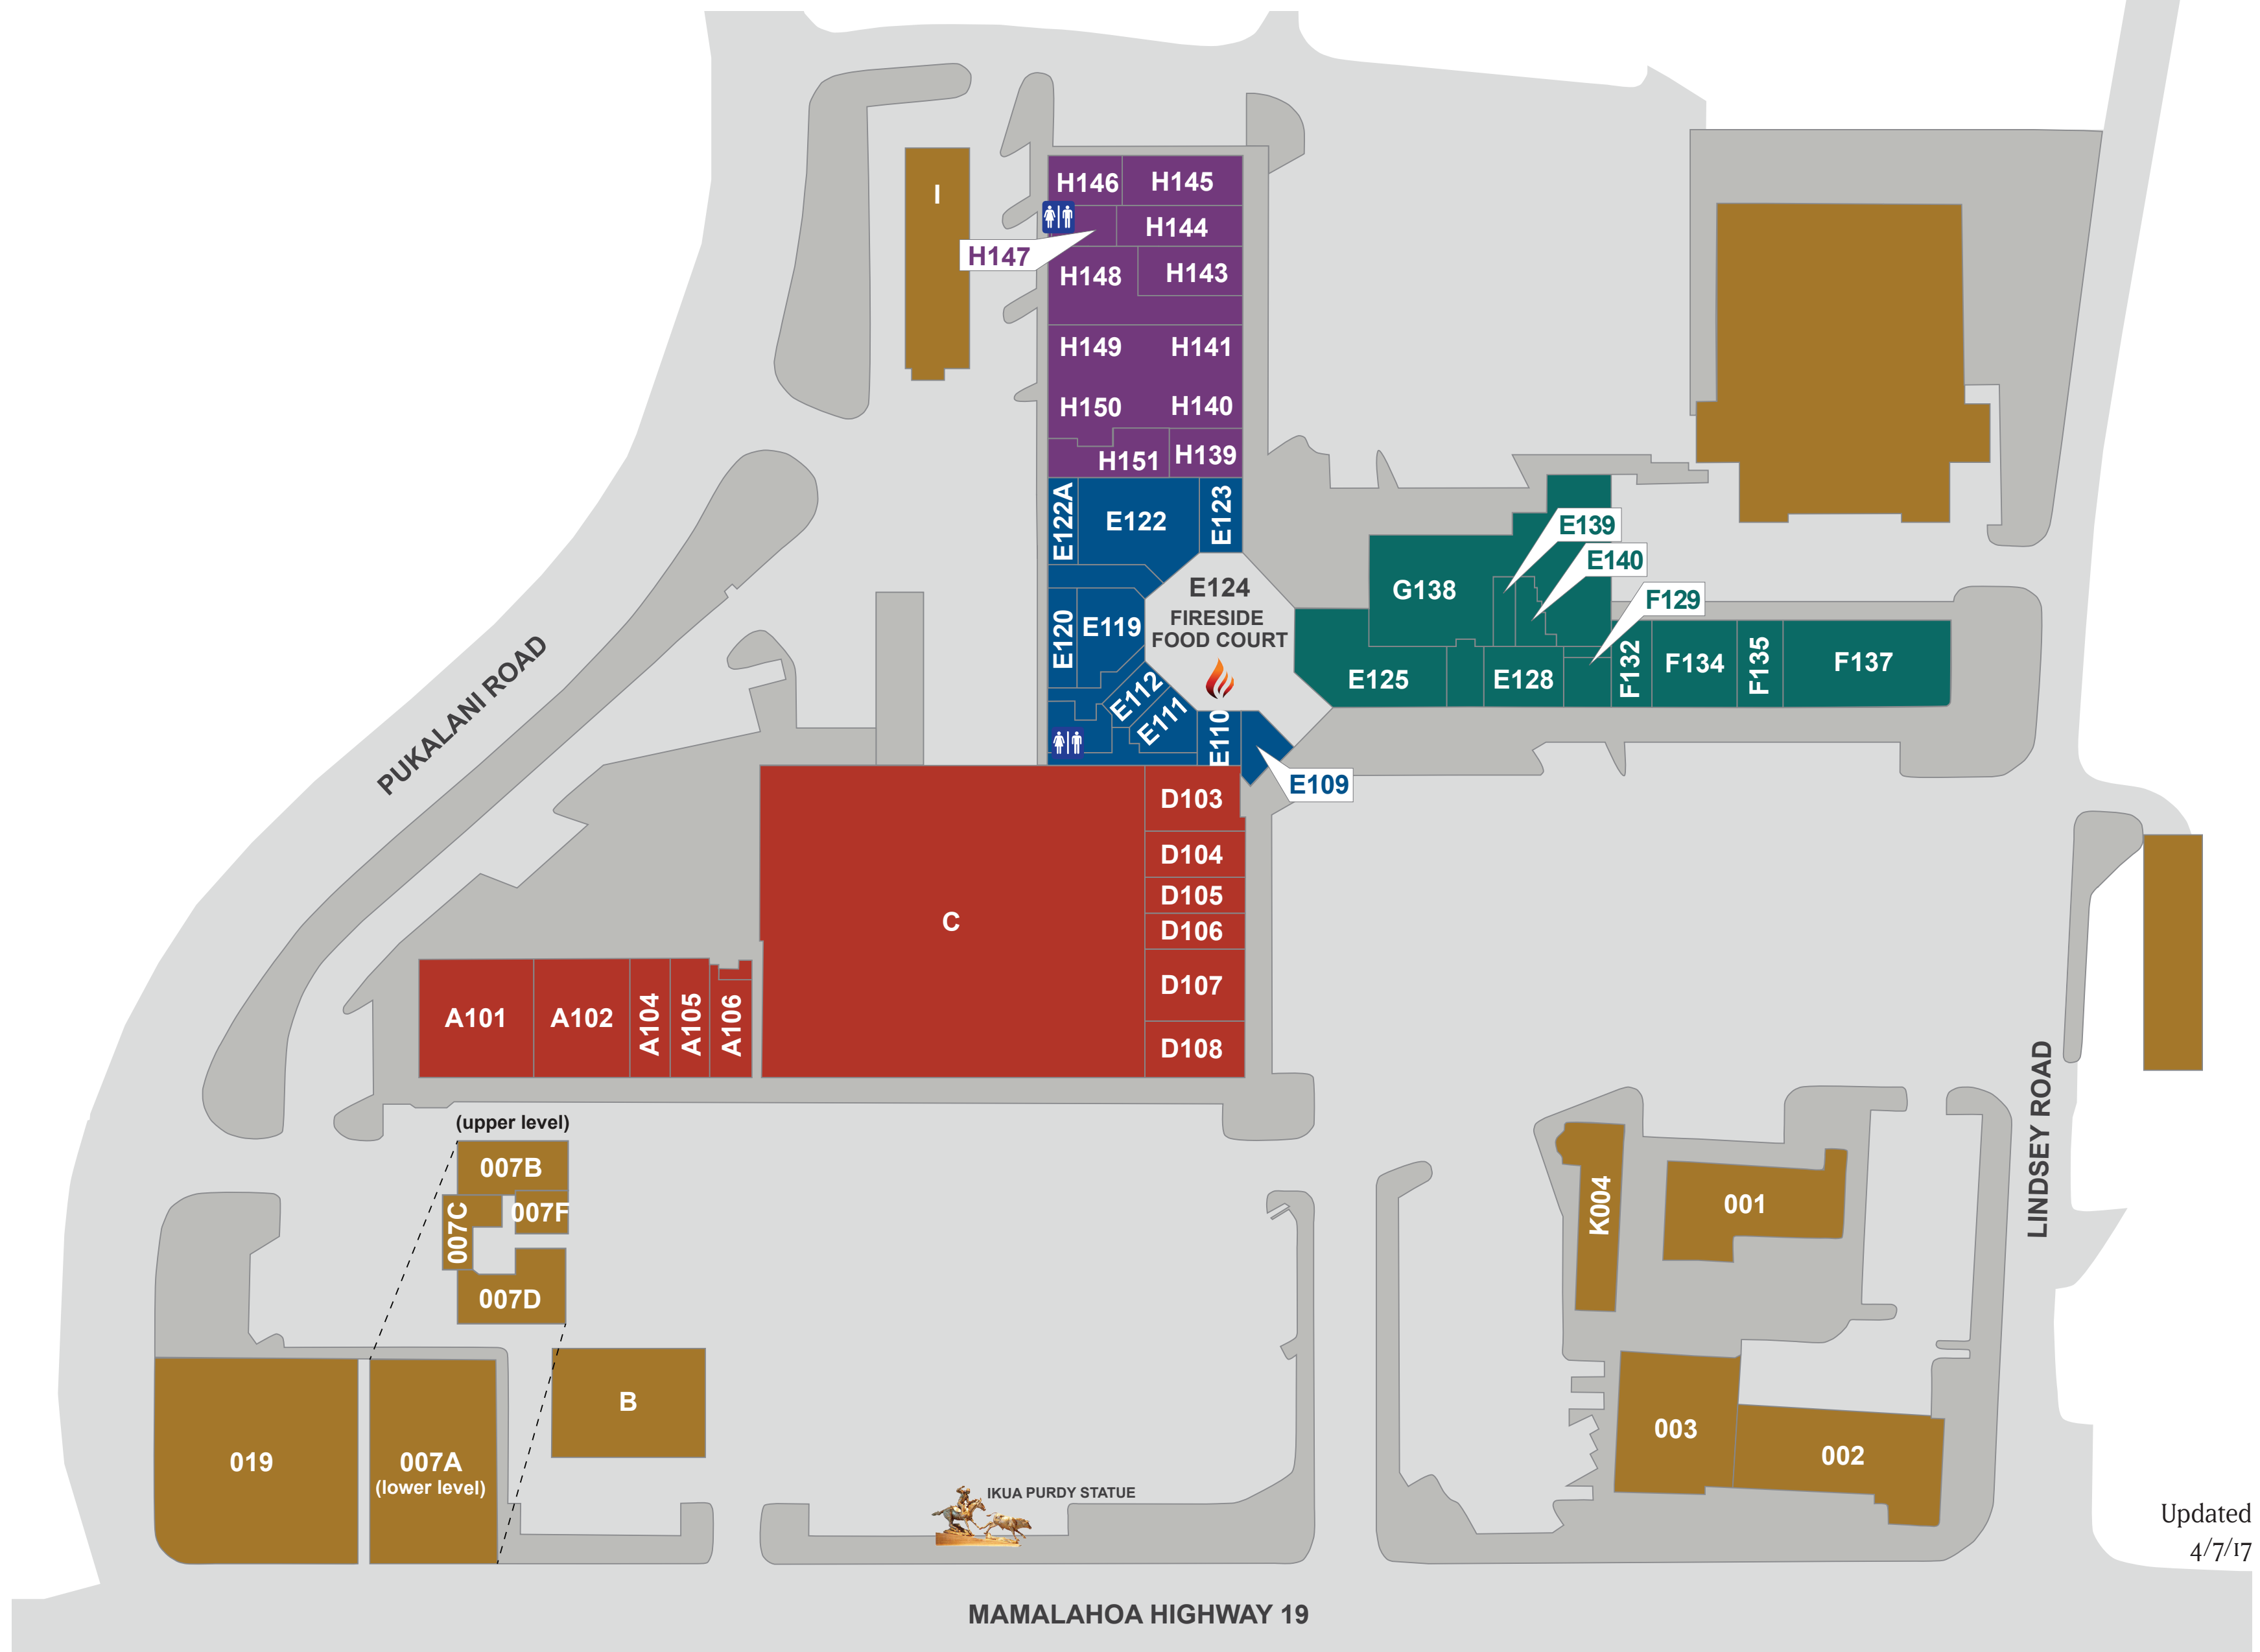 I
H146
H145
H144
H147
H148
H143
H149
H141
H150
H140
H151
H139
E122A
E122
E123
E139
E140
F129
E124
FIRESIDE
FOOD COURT
G138
E120
E119
E125
E128
F132
F134
F135
F137
E112
E111
E110
E109
PUKALANI ROAD
D103
D104
D105
D106
D107
D108
C
A101
A102
A104
A105
A106
(upper level)
007B
007C
007F
007D
B
019
007A
(lower level)
K004
001
003
002
LINDSEY ROAD
IKUA PURDY STATUE
Updated
4/7/17
MAMALAHOA HIGHWAY 19